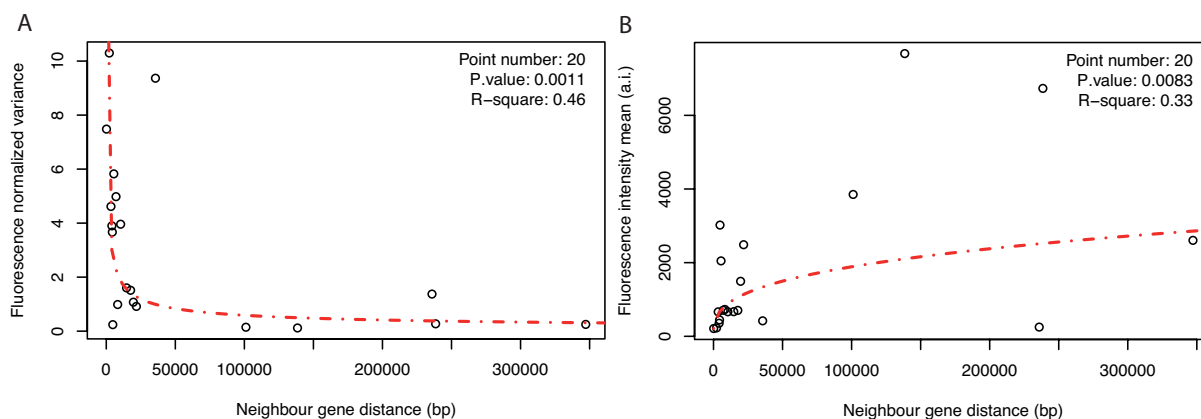 A
Fluorescence normalized variance
10
8
6
4
2
0
Point number: 20
P.value: 0.0011
R−square: 0.46
0 50000 100000 200000 300000
Neighbour gene distance (bp)
B
Fluorescence intensity mean (a.i.)
6000
4000
2000
0
Point number: 20
P.value: 0.0083
R−square: 0.33
0 50000 100000 200000 300000
Neighbour gene distance (bp)